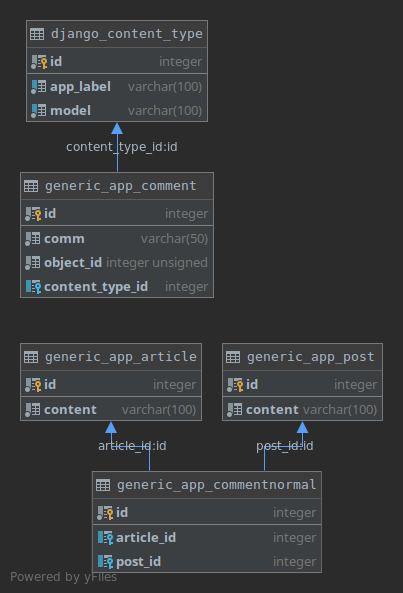 django_content_type
id integer
app_label varchar(100)
model varchar(100)
content_type_id:id
generic_app_comment
id integer
comm varchar(50)
object_id integer unsigned
content_type_id integer
generic_app_article
id integer
content varchar(100)
generic_app_post
id integer
content varchar(100)
article_id:id
post_id:id
generic_app_commentnormal
id integer
article_id integer
post_id integer
Powered by yFiles